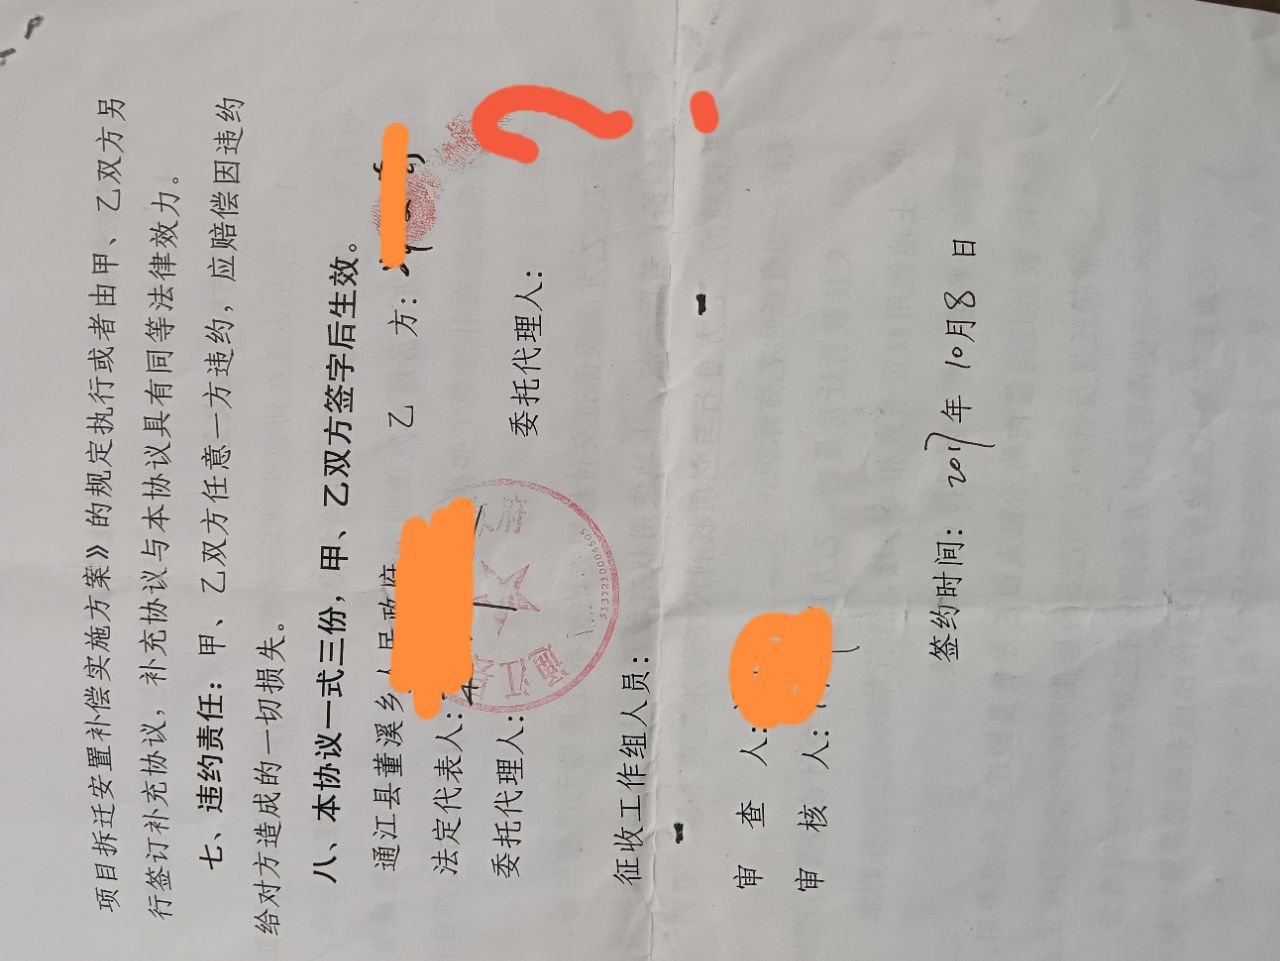 项目拆迁安置补偿实施方案》的规定执行或者由甲、乙双方另
行签订补充协议，补充协议与本协议具有同等法律效力。
七、违约责任：甲、乙双方任意一方违约，应赔偿因违约
给对方造成的一切损失。
八、本协议一式三份，甲、乙双方签字后生效。
通江县董溪乡人民政府 乙 方：
法定代表人：
委托代理人： 委托代理人：
通江
5137210004505
征收工作组人员：
审 查 人：
审 核 人：
签约时间：2017年10月8日